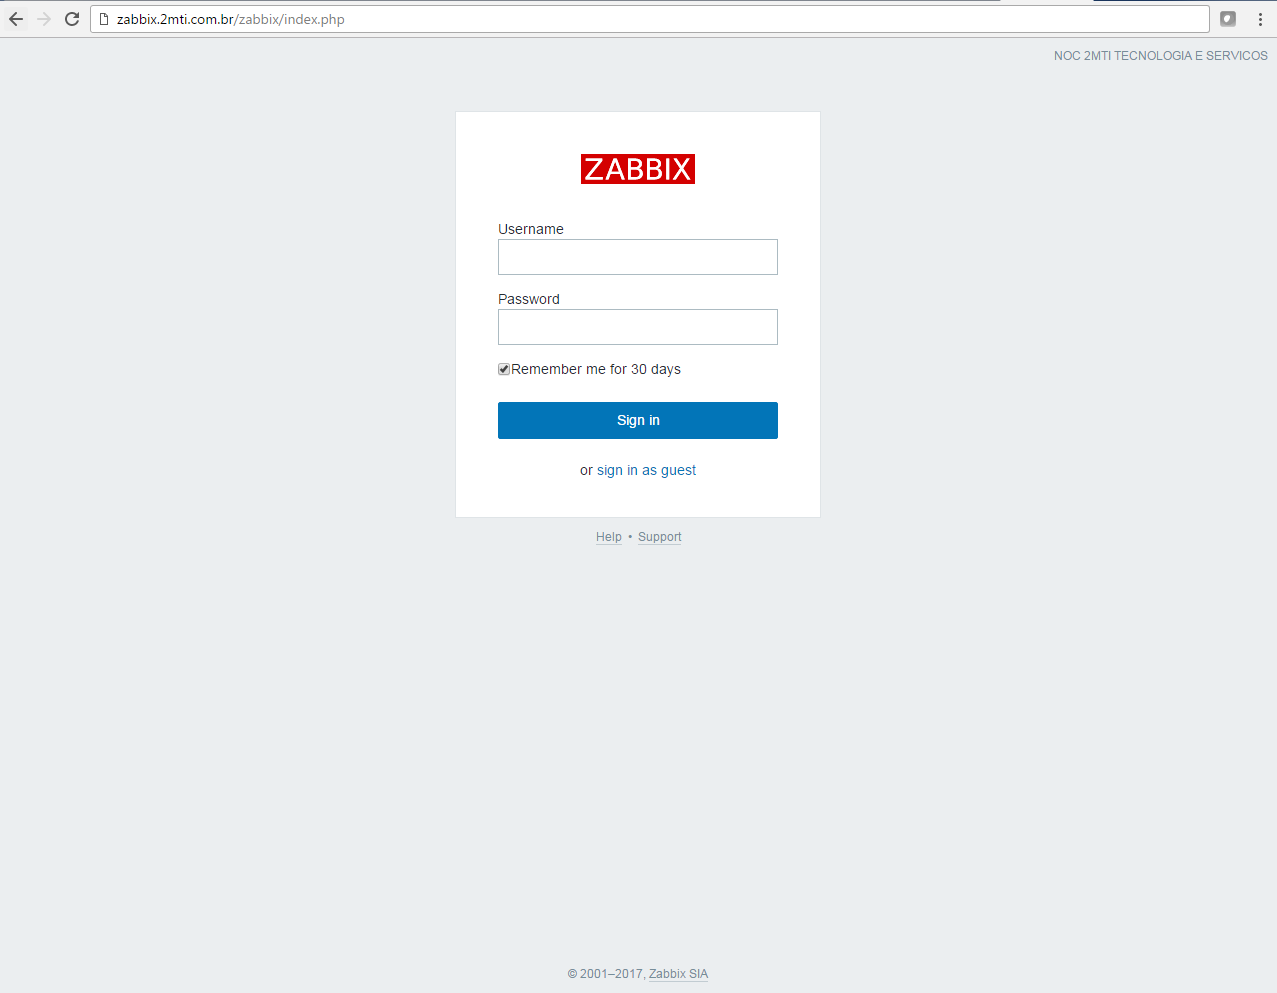 zabbix.2mti.com.br/zabbix/index.php
NOC 2MTI TECNOLOGIA E SERVICOS
ZABBIX
Username
Password
Remember me for 30 days
Sign in
or sign in as guest
Help • Support
© 2001–2017, Zabbix SIA